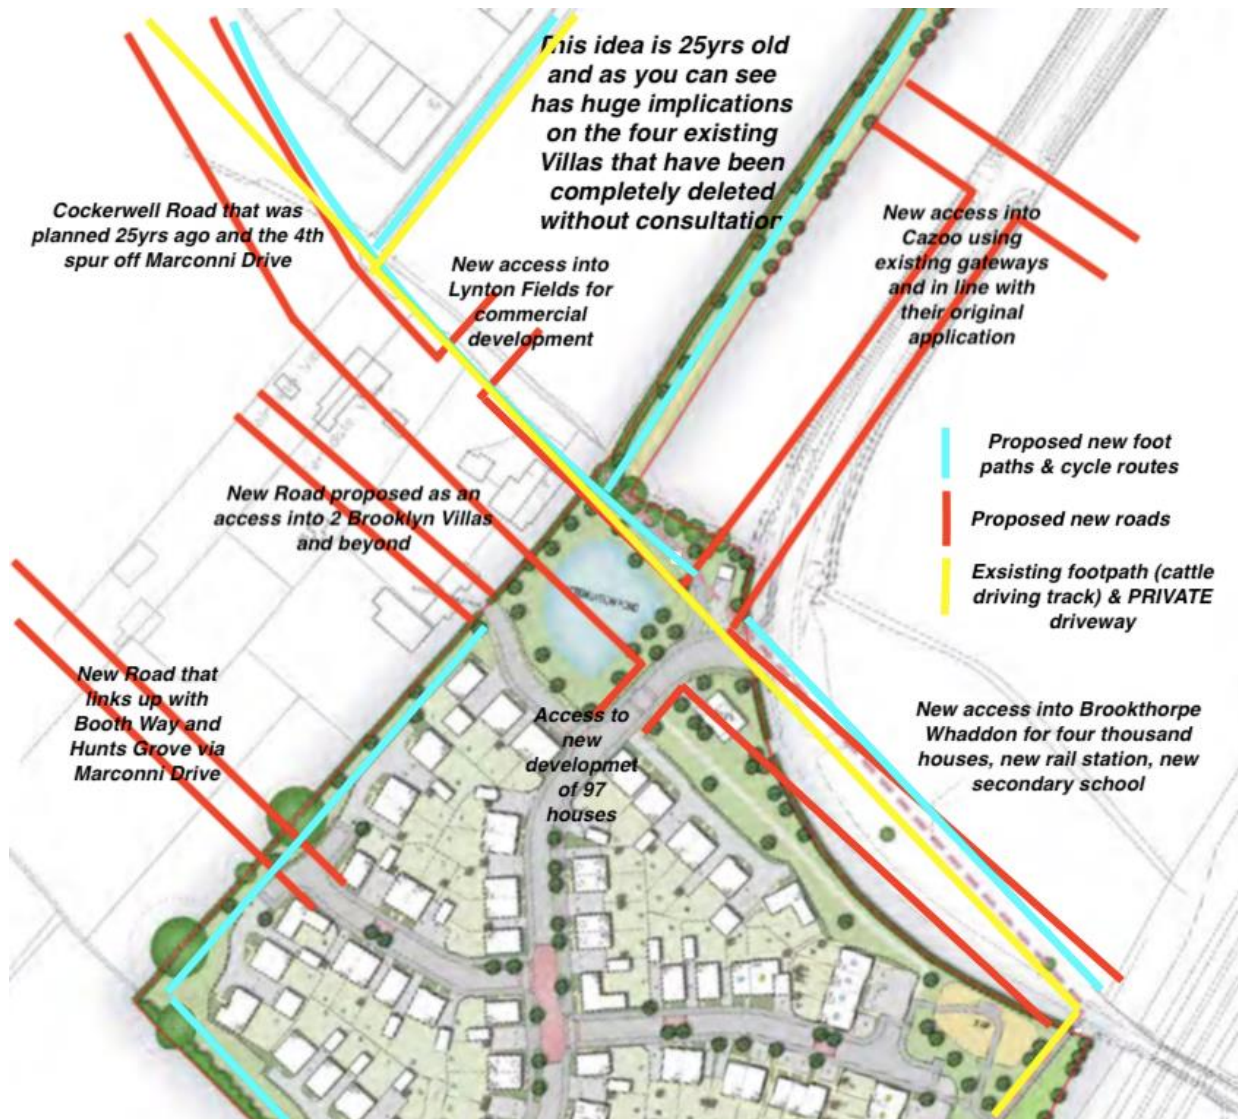 This idea is 25yrs old
and as you can see
has huge implications
on the four existing
Villas that have been
completely deleted
without consultation
Cockerwell Road that was
planned 25yrs ago and the 4th
spur off Marconni Drive
New access into
Lynton Fields for
commercial
development
New access into
Cazoo using
existing gateways
and in line with
their original
application
Proposed new foot
paths & cycle routes
Proposed new roads
Exsisting footpath (cattle
driving track) & PRIVATE
driveway
New Road proposed as an
access into 2 Brooklyn Villas
and beyond
New Road that
links up with
Booth Way and
Hunts Grove via
Marconni Drive
Access to
new
developmet
of 97
houses
New access into Brookthorpe
Whaddon for four thousand
houses, new rail station, new
secondary school